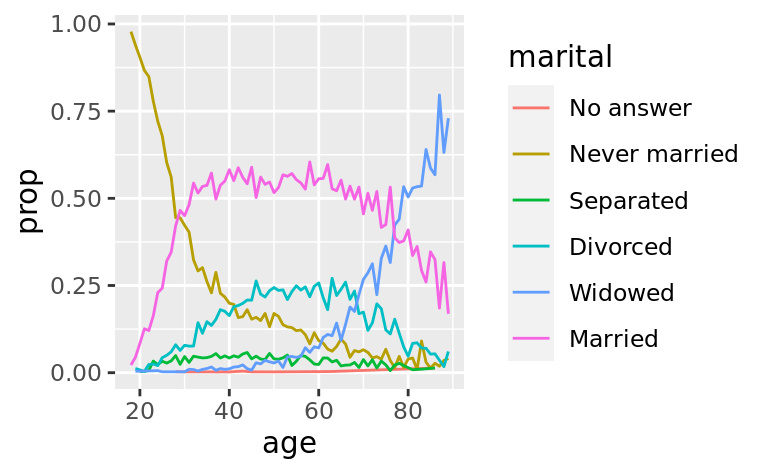 1.00
0.75
0.50
0.25
0.00
prop
20 40 60 80
age
marital
No answer
Never married
Separated
Divorced
Widowed
Married